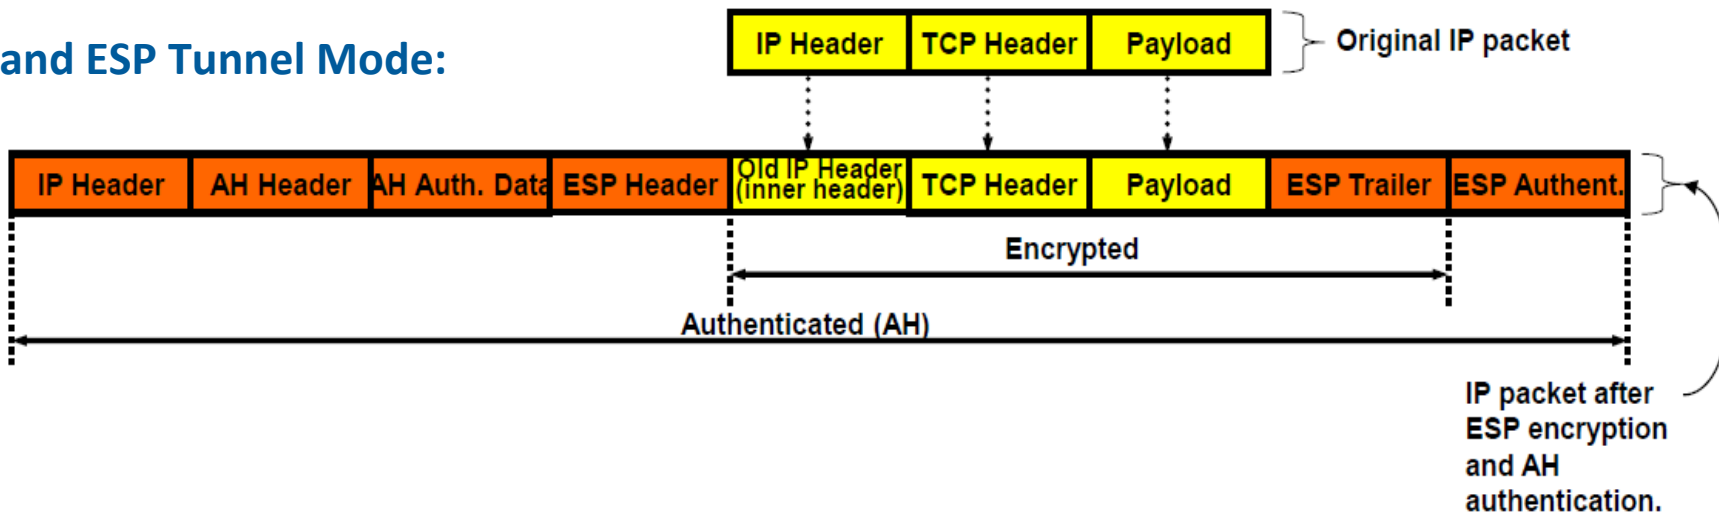 and ESP Tunnel Mode:
IP Header TCP Header Payload
Original IP packet
IP Header AH Header AH Auth. Data ESP Header Old IP Header (inner header) TCP Header Payload ESP Trailer ESP Authent.
Encrypted
Authenticated (AH)
IP packet after
ESP encryption
and AH
authentication.